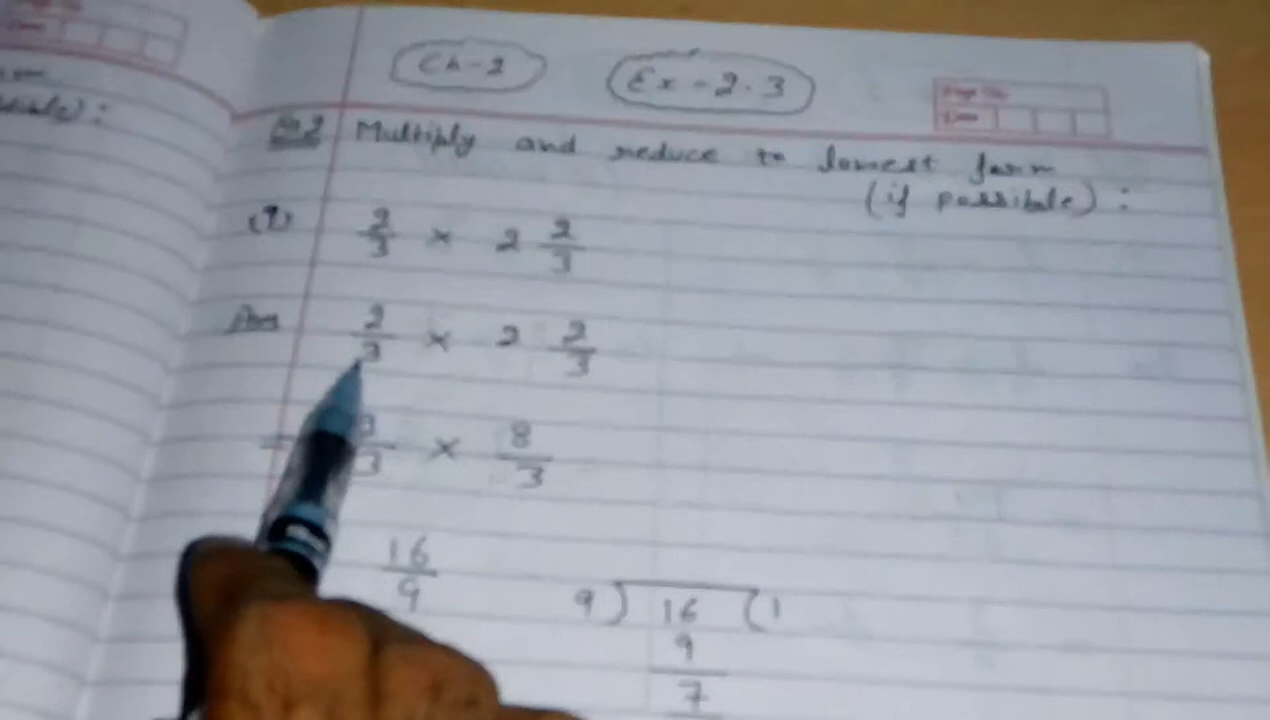 Ch-2 Ex-2.3
Q.2 Multiply and reduce to lowest form
(if possible) :
(i) 2/3 × 2 2/3
Ans 2/3 × 2 2/3
= 2/3 × 8/3
16/9
9) 16 (1
9
7